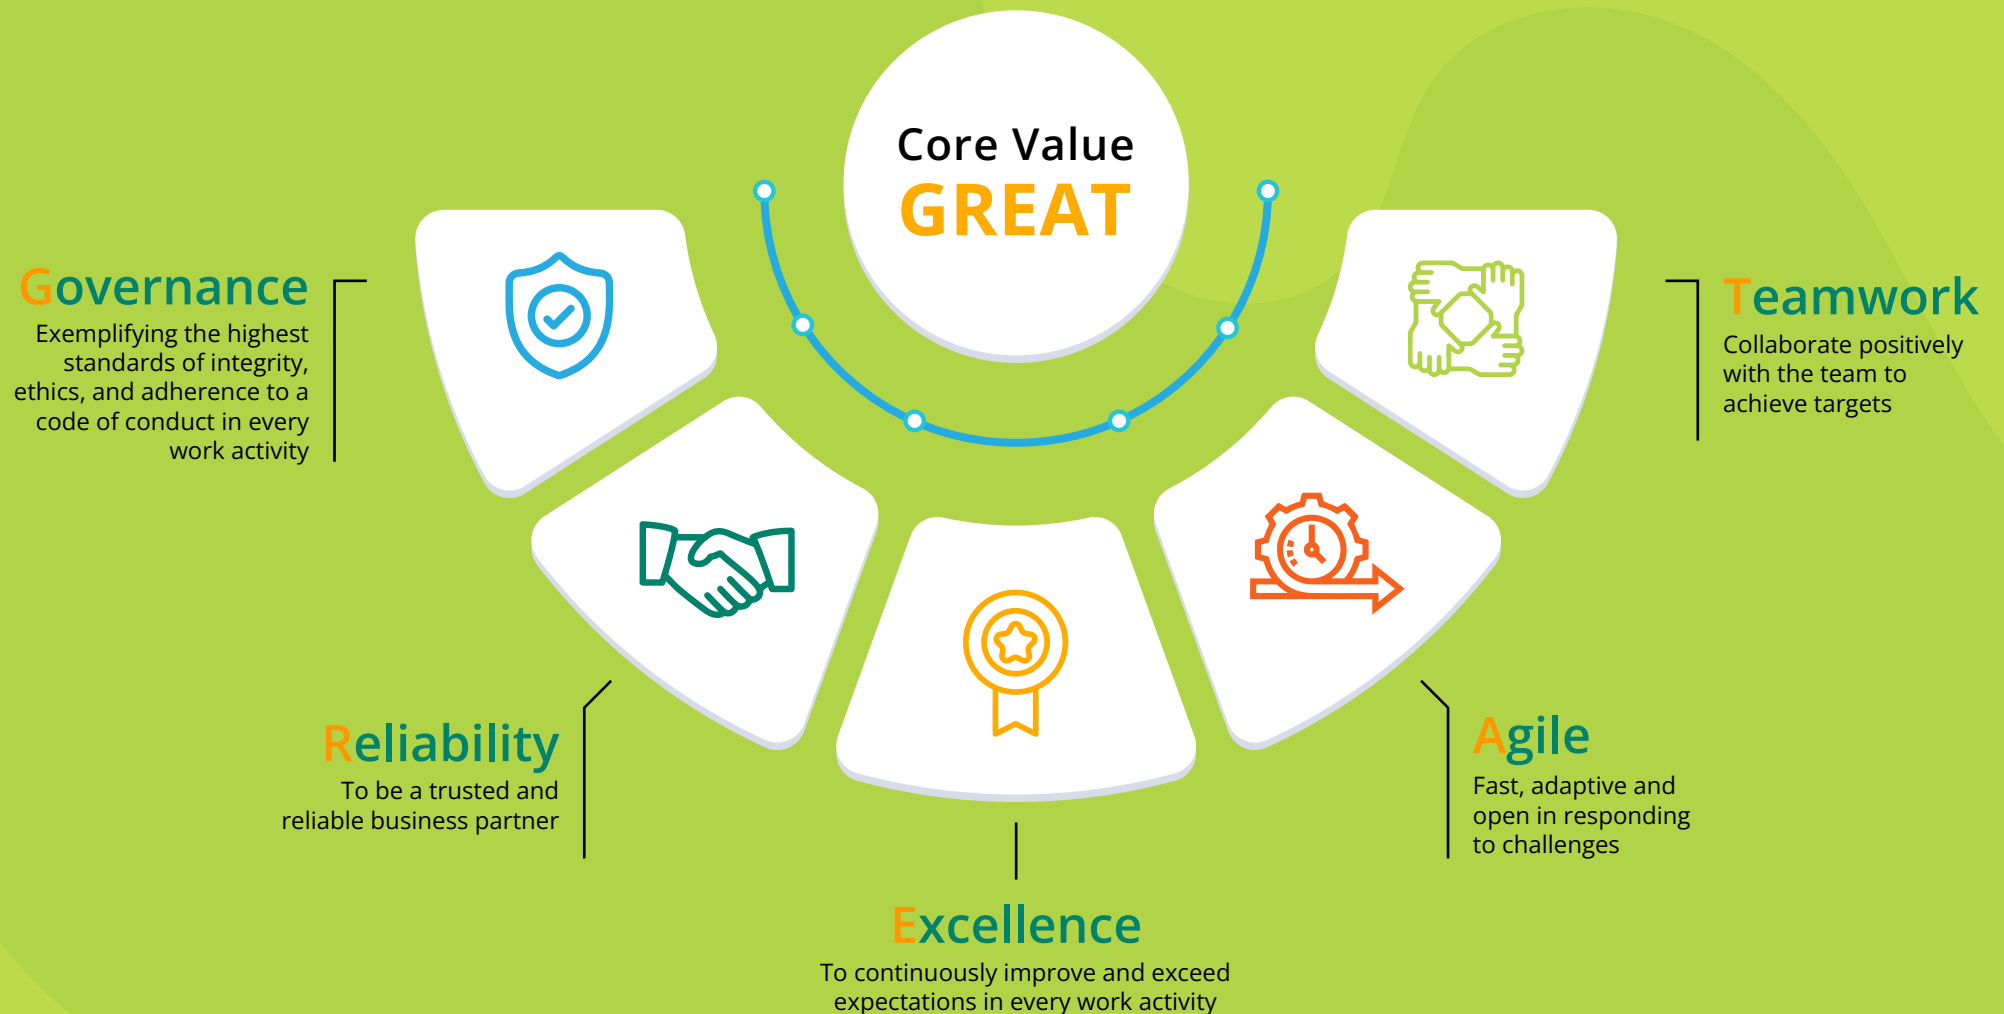 Core Value
GREAT
Governance
Exemplifying the highest
standards of integrity,
ethics, and adherence to a
code of conduct in every
work activity
Reliability
To be a trusted and
reliable business partner
Excellence
To continuously improve and exceed
expectations in every work activity
Agile
Fast, adaptive and
open in responding
to challenges
Teamwork
Collaborate positively
with the team to
achieve targets